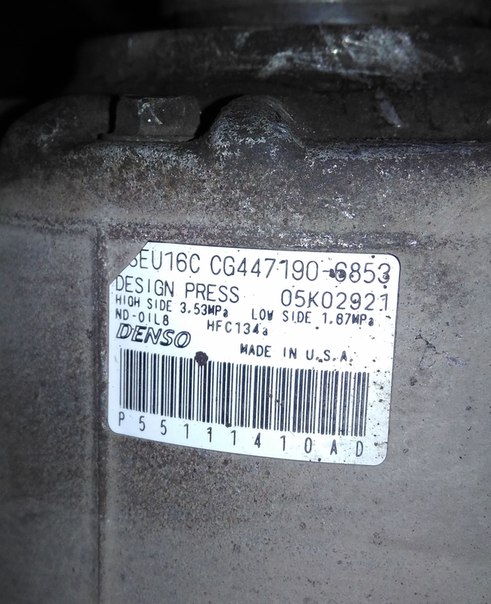 SEU16C CG447190-6853
DESIGN PRESS 05K02921
HIGH SIDE 3.53MPa LOW SIDE 1.67MPa
ND-OIL8 HFC134a
DENSO MADE IN U.S.A.
P55111410AD